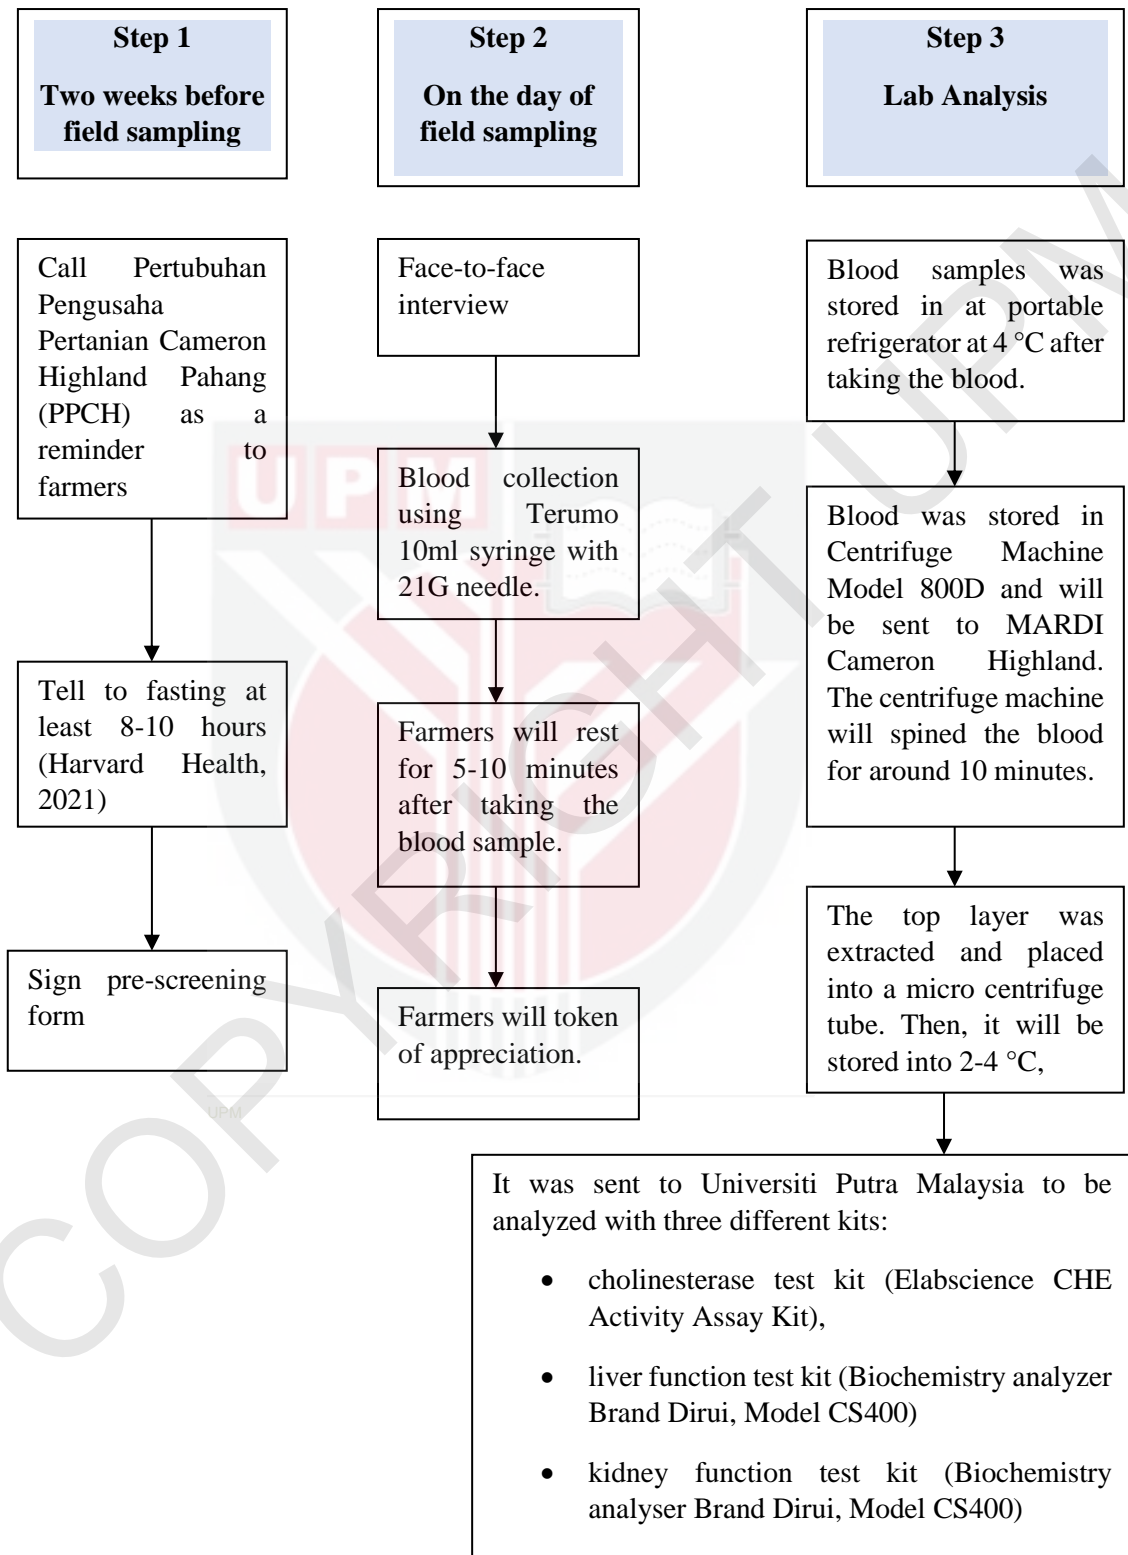 Step 1
Two weeks before
field sampling
Call Pertubuhan
Pengusaha
Pertanian Cameron
Highland Pahang
(PPCH) as a
reminder to
farmers
Tell to fasting at
least 8-10 hours
(Harvard Health,
2021)
Sign pre-screening
form
Step 2
On the day of
field sampling
Face-to-face
interview
Blood collection
using Terumo
10ml syringe with
21G needle.
Farmers will rest
for 5-10 minutes
after taking the
blood sample.
Farmers will token
of appreciation.
Step 3
Lab Analysis
Blood samples was
stored in at portable
refrigerator at 4 °C after
taking the blood.
Blood was stored in
Centrifuge Machine
Model 800D and will
be sent to MARDI
Cameron Highland.
The centrifuge machine
will spined the blood
for around 10 minutes.
The top layer was
extracted and placed
into a micro centrifuge
tube. Then, it will be
stored into 2-4 °C,
It was sent to Universiti Putra Malaysia to be
analyzed with three different kits:
• cholinesterase test kit (Elabscience CHE
Activity Assay Kit),
• liver function test kit (Biochemistry analyzer
Brand Dirui, Model CS400)
• kidney function test kit (Biochemistry
analyser Brand Dirui, Model CS400)
UPM
UPM
COPYRIGHT UPM